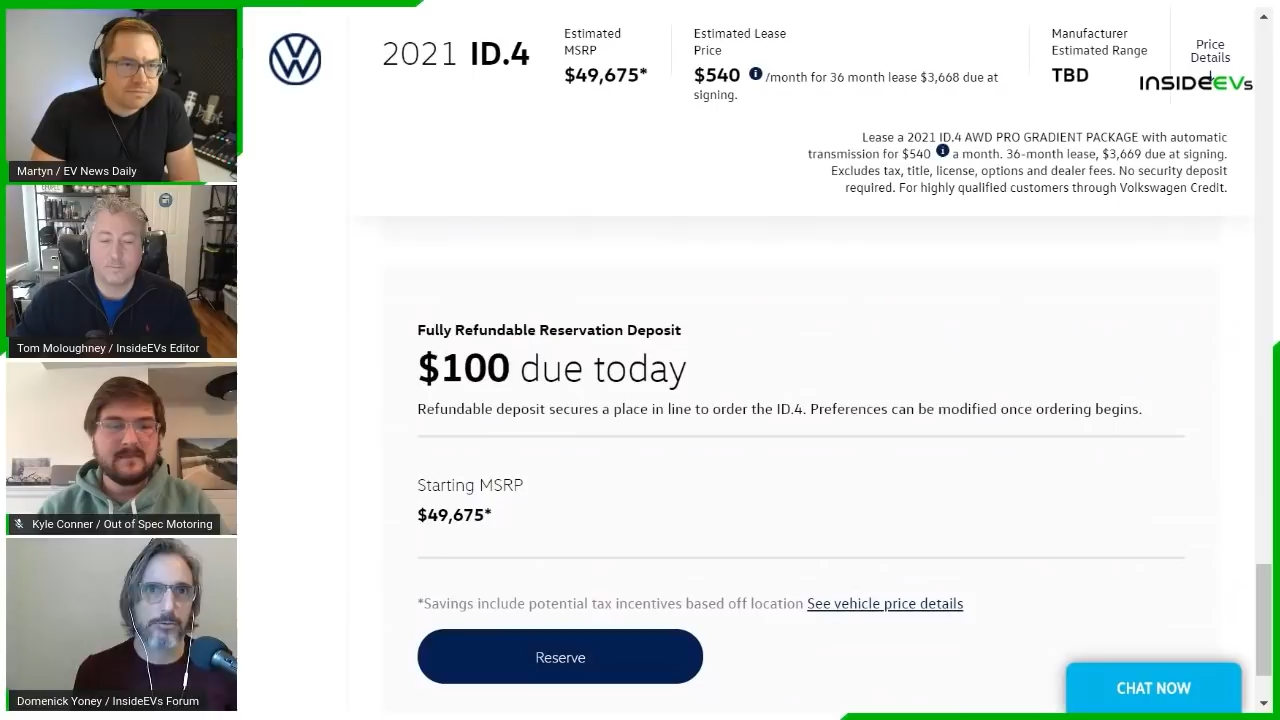 Martyn / EV News Daily
Tom Moloughney / InsideEVs Editor
Kyle Conner / Out of Spec Motoring
Domenick Yoney / InsideEVs Forum
2021 ID.4
Estimated
MSRP
$49,675*
Estimated Lease
Price
$540 /month for 36 month lease $3,668 due at
signing.
Manufacturer
Estimated Range
TBD
Price
Details
INSIDEEVs
Lease a 2021 ID.4 AWD PRO GRADIENT PACKAGE with automatic
transmission for $540 a month. 36-month lease, $3,669 due at signing.
Excludes tax, title, license, options and dealer fees. No security deposit
required. For highly qualified customers through Volkswagen Credit.
Fully Refundable Reservation Deposit
$100 due today
Refundable deposit secures a place in line to order the ID.4. Preferences can be modified once ordering begins.
Starting MSRP
$49,675*
*Savings include potential tax incentives based off location See vehicle price details
Reserve
CHAT NOW